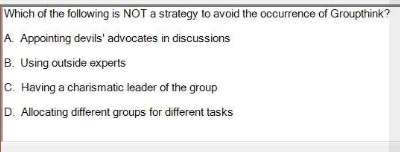 Which of the following is NOT a strategy to avoid the occurrence of Groupthink?
A. Appointing devils' advocates in discussions
B. Using outside experts
C. Having a charismatic leader of the group
D. Allocating different groups for different tasks